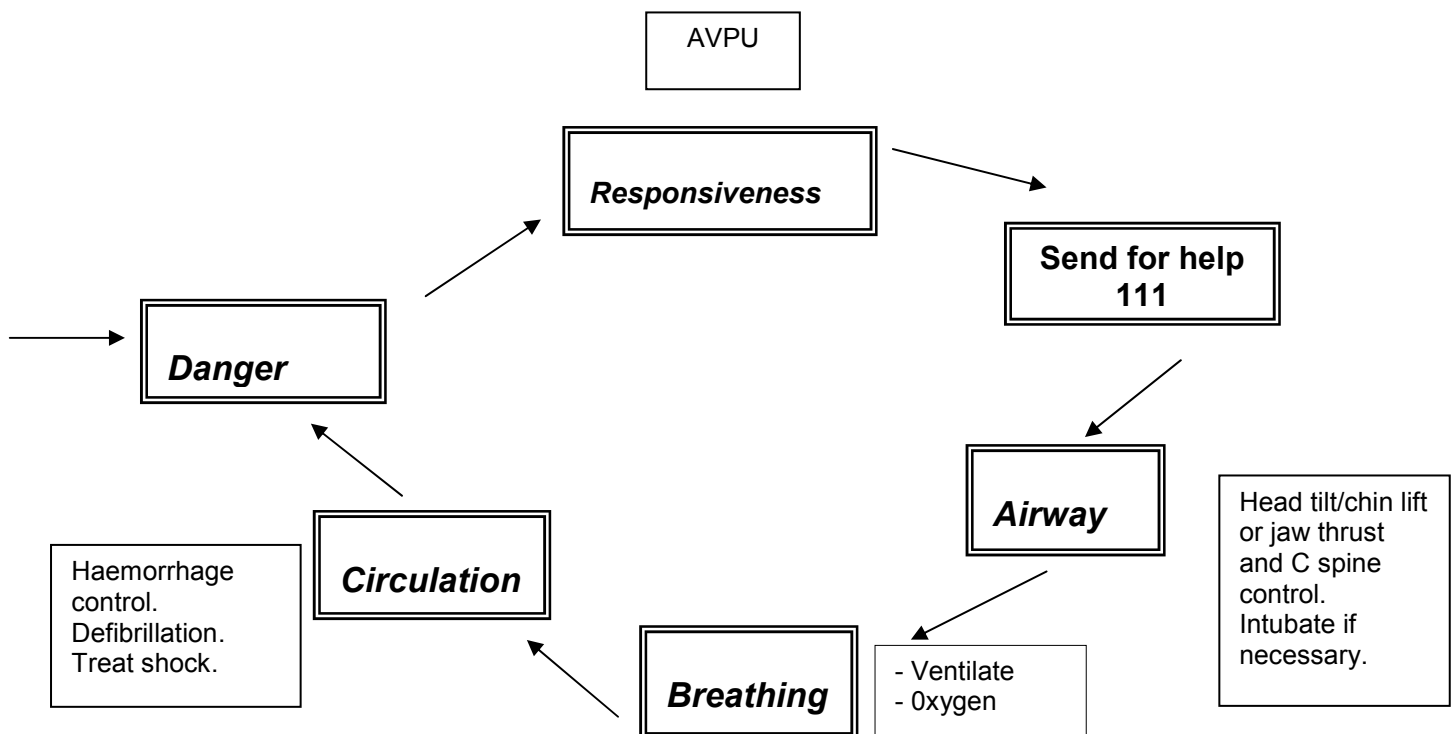 AVPU
Responsiveness
Send for help
111
Danger
Airway
Head tilt/chin lift
or jaw thrust
and C spine
control.
Intubate if
necessary.
Circulation
Haemorrhage
control.
Defibrillation.
Treat shock.
Breathing
- Ventilate
- 0xygen